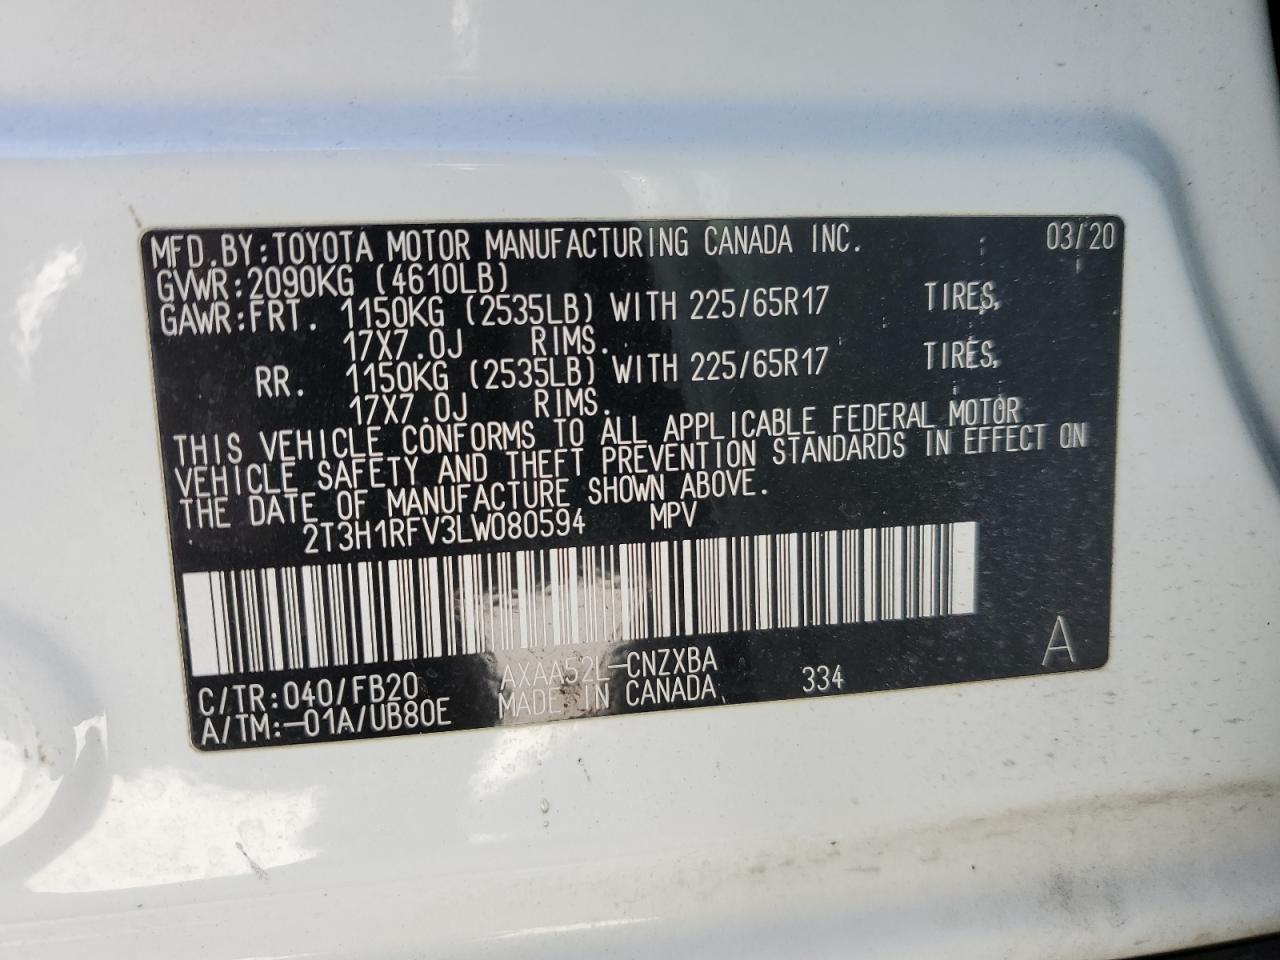 MFD.BY:TOYOTA MOTOR MANUFACTURING CANADA INC. 03/20
GVWR:2090KG (4610LB)
GAWR:FRT. 1150KG (2535LB) WITH 225/65R17 TIRES,
17X7.0J RIMS.
RR. 1150KG (2535LB) WITH 225/65R17 TIRES,
17X7.0J RIMS.
THIS VEHICLE CONFORMS TO ALL APPLICABLE FEDERAL MOTOR
VEHICLE SAFETY AND THEFT PREVENTION STANDARDS IN EFFECT ON
THE DATE OF MANUFACTURE SHOWN ABOVE.
2T3H1RFV3LW080594 MPV
C/TR:040/FB20 AXAA52L-CNZXBA 334 A
A/TM:-01A/UB80E MADE IN CANADA